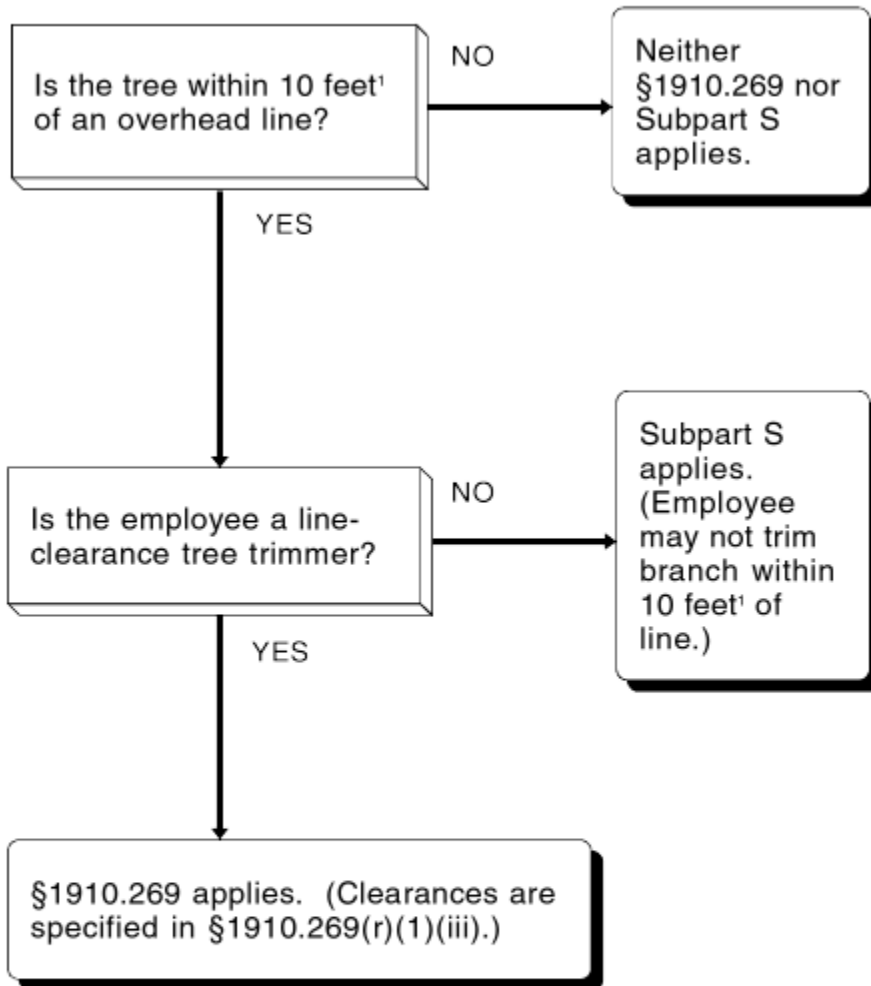 Is the tree within 10 feet¹
of an overhead line?
NO
Neither
§1910.269 nor
Subpart S
applies.
YES
Is the employee a line-
clearance tree trimmer?
NO
Subpart S
applies.
(Employee
may not trim
branch within
10 feet¹ of
line.)
YES
§1910.269 applies.  (Clearances are
specified in §1910.269(r)(1)(iii).)